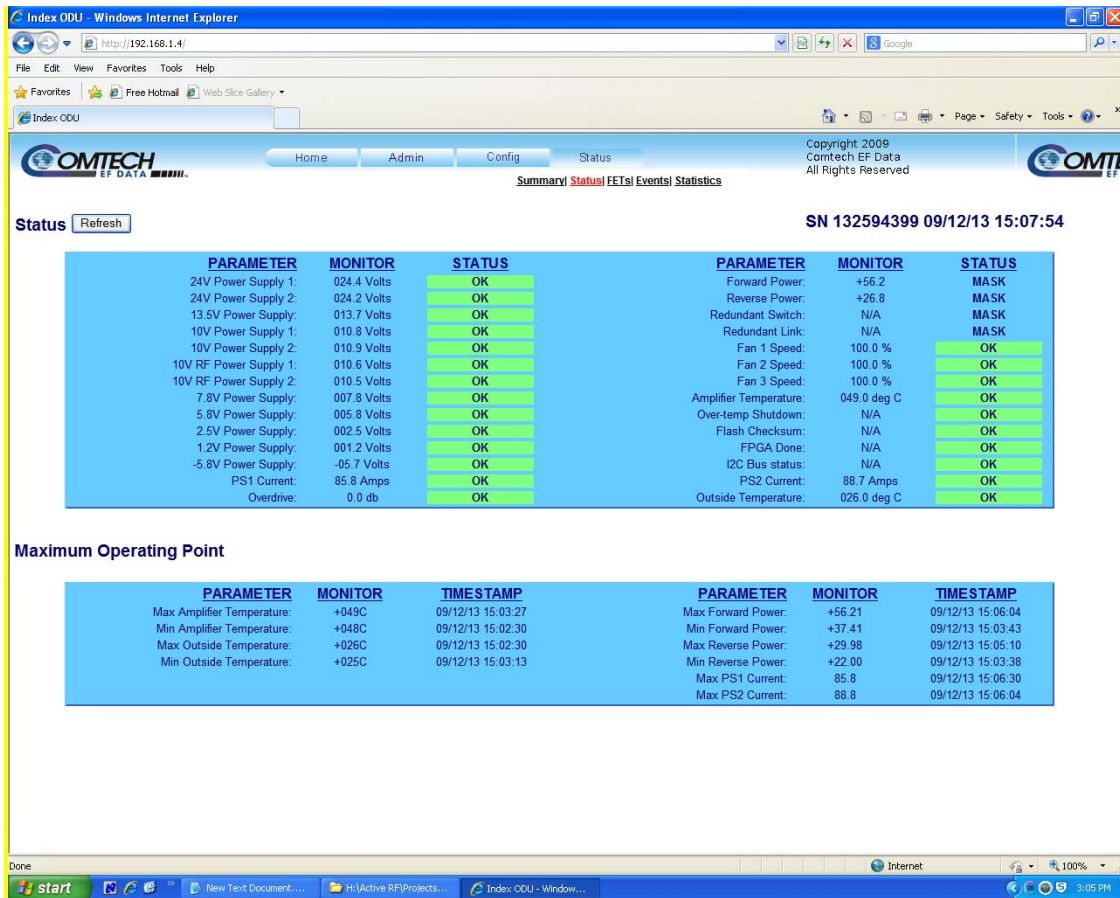 Index ODU - Windows Internet Explorer
http://192.168.1.4/
Google
File Edit View Favorites Tools Help
Favorites Free Hotmail Web Slice Gallery
Index ODU
Page Safety Tools
COMTECH
EF DATA
Home Admin Config Status
Copyright 2009
Comtech EF Data
All Rights Reserved
COMTE
EF
Summary| Status| FETs| Events| Statistics
Status Refresh
SN 132594399 09/12/13 15:07:54
PARAMETER MONITOR STATUS
24V Power Supply 1: 024.4 Volts OK
24V Power Supply 2: 024.2 Volts OK
13.5V Power Supply: 013.7 Volts OK
10V Power Supply 1: 010.8 Volts OK
10V Power Supply 2: 010.9 Volts OK
10V RF Power Supply 1: 010.6 Volts OK
10V RF Power Supply 2: 010.5 Volts OK
7.8V Power Supply: 007.8 Volts OK
5.8V Power Supply: 005.8 Volts OK
2.5V Power Supply: 002.5 Volts OK
1.2V Power Supply: 001.2 Volts OK
-5.8V Power Supply: -05.7 Volts OK
PS1 Current: 85.8 Amps OK
Overdrive: 0.0 db OK
PARAMETER MONITOR STATUS
Forward Power: +56.2 MASK
Reverse Power: +26.8 MASK
Redundant Switch: N/A MASK
Redundant Link: N/A MASK
Fan 1 Speed: 100.0 % OK
Fan 2 Speed: 100.0 % OK
Fan 3 Speed: 100.0 % OK
Amplifier Temperature: 049.0 deg C OK
Over-temp Shutdown: N/A OK
Flash Checksum: N/A OK
FPGA Done: N/A OK
I2C Bus status: N/A OK
PS2 Current: 88.7 Amps OK
Outside Temperature: 026.0 deg C OK
Maximum Operating Point
PARAMETER MONITOR TIMESTAMP
Max Amplifier Temperature: +049C 09/12/13 15:03:27
Min Amplifier Temperature: +048C 09/12/13 15:02:30
Max Outside Temperature: +026C 09/12/13 15:02:30
Min Outside Temperature: +025C 09/12/13 15:03:13
PARAMETER MONITOR TIMESTAMP
Max Forward Power: +56.21 09/12/13 15:06:04
Min Forward Power: +37.41 09/12/13 15:03:43
Max Reverse Power: +29.98 09/12/13 15:05:10
Min Reverse Power: +22.00 09/12/13 15:03:38
Max PS1 Current: 85.8 09/12/13 15:06:30
Max PS2 Current: 88.8 09/12/13 15:06:04
Done Internet 100%
start New Text Document.... H:\Active RF\Projects... Index ODU - Window... 3:05 PM